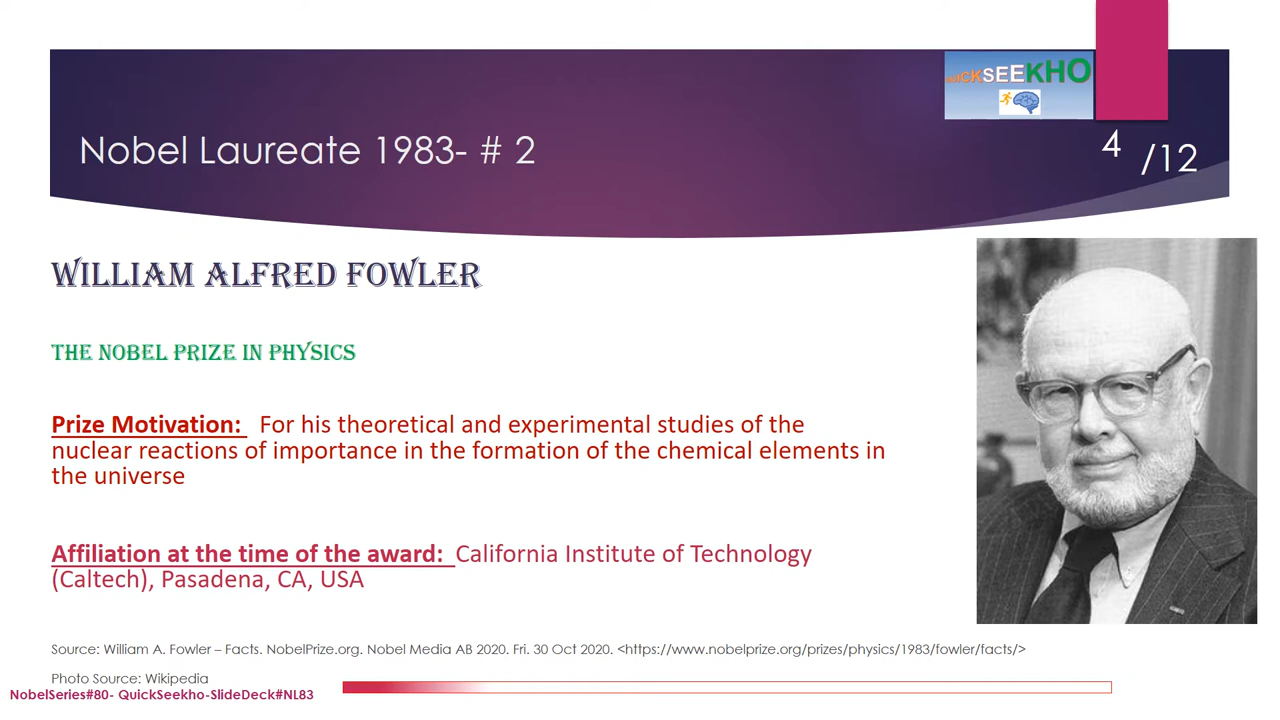 QUICKSEEKHO
Nobel Laureate 1983- # 2
4 /12
WILLIAM ALFRED FOWLER
THE NOBEL PRIZE IN PHYSICS
Prize Motivation: For his theoretical and experimental studies of the
nuclear reactions of importance in the formation of the chemical elements in
the universe
Affiliation at the time of the award: California Institute of Technology
(Caltech), Pasadena, CA, USA
Source: William A. Fowler – Facts. NobelPrize.org. Nobel Media AB 2020. Fri. 30 Oct 2020. <https://www.nobelprize.org/prizes/physics/1983/fowler/facts/>
Photo Source: Wikipedia
NobelSeries#80- QuickSeekho-SlideDeck#NL83